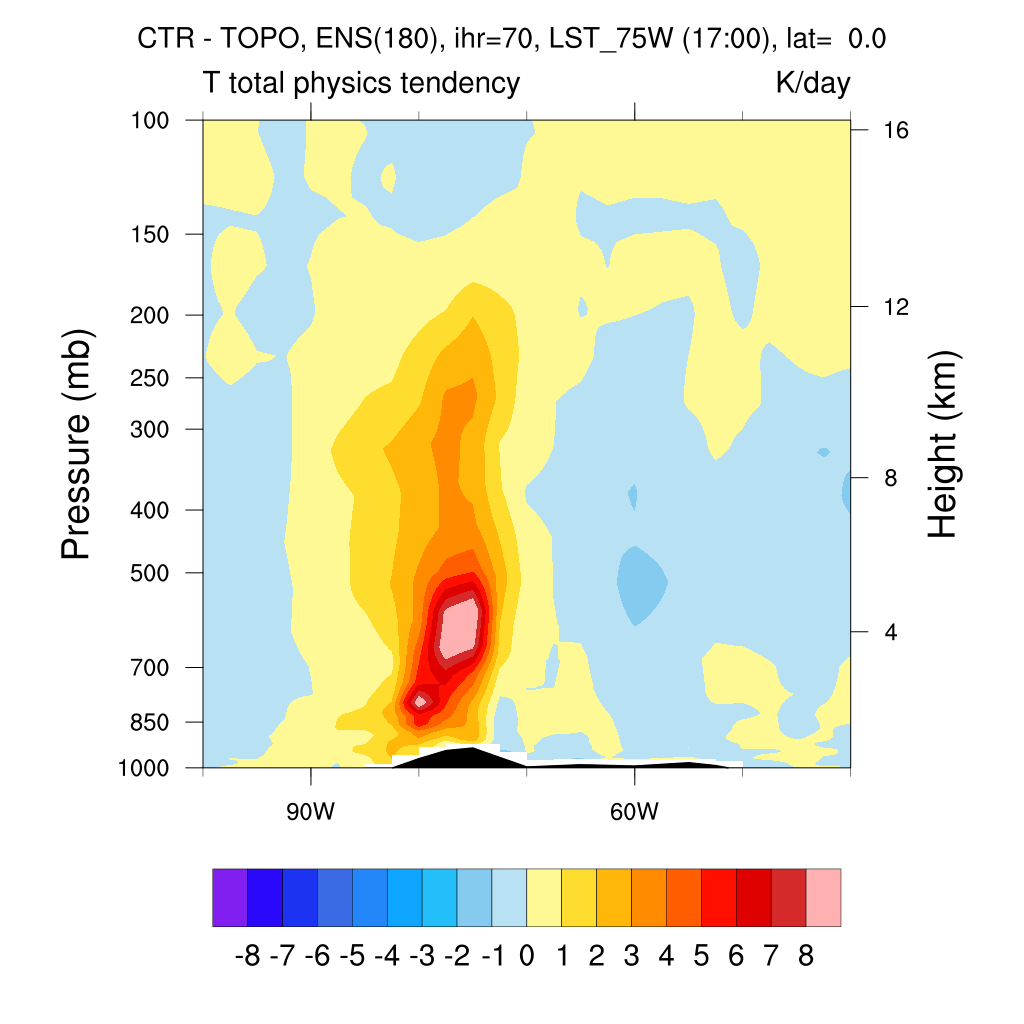 CTR - TOPO, ENS(180), ihr=70, LST_75W (17:00), lat=  0.0
T total physics tendency K/day
100
150
200
250
300
400
500
700
850
1000
Pressure (mb)
16
12
8
4
Height (km)
90W 60W
-8 -7 -6 -5 -4 -3 -2 -1 0 1 2 3 4 5 6 7 8